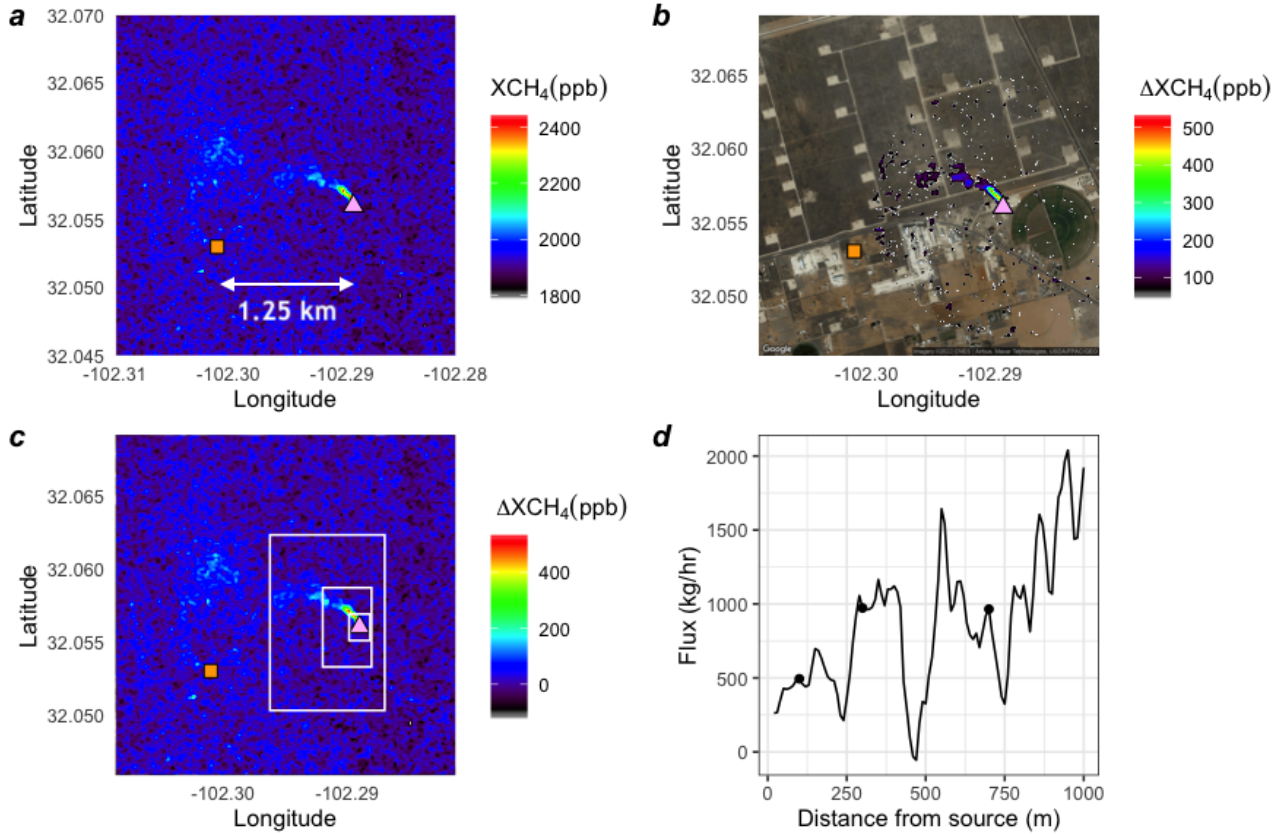 a
32.070
32.065
32.060
32.055
32.050
32.045
Latitude
-102.31
-102.30
-102.29
-102.28
Longitude
1.25 km
XCH₄(ppb)
2400
2200
2000
1800
b
32.065
32.060
32.055
32.050
Latitude
-102.30
-102.29
Longitude
Google
ΔXCH₄(ppb)
500
400
300
200
100
c
32.065
32.060
32.055
32.050
Latitude
-102.30
-102.29
Longitude
ΔXCH₄(ppb)
400
200
0
d
2000
1500
1000
500
0
Flux (kg/hr)
0
250
500
750
1000
Distance from source (m)